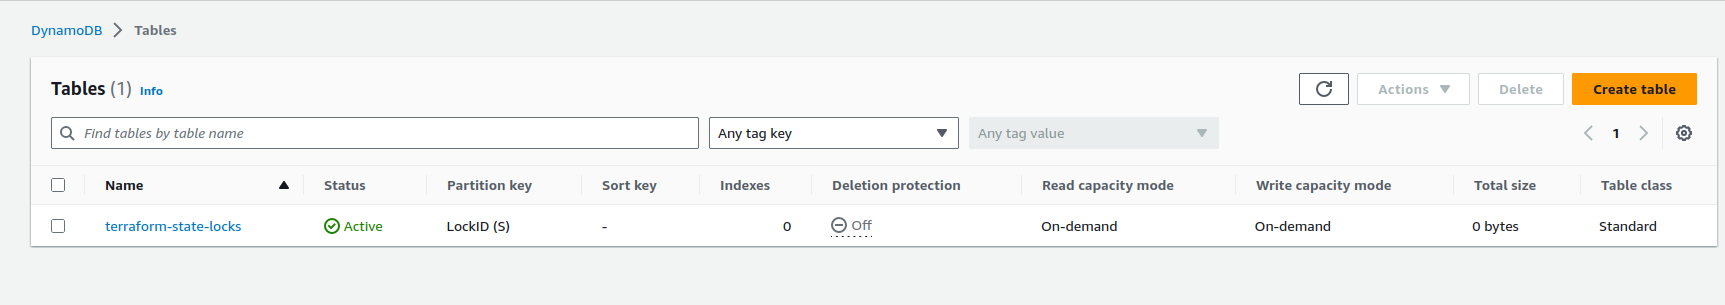 DynamoDB > Tables
Tables (1) Info
Actions Delete Create table
Find tables by table name Any tag key Any tag value 1
Name Status Partition key Sort key Indexes Deletion protection Read capacity mode Write capacity mode Total size Table class
terraform-state-locks Active LockID (S) - 0 Off On-demand On-demand 0 bytes Standard